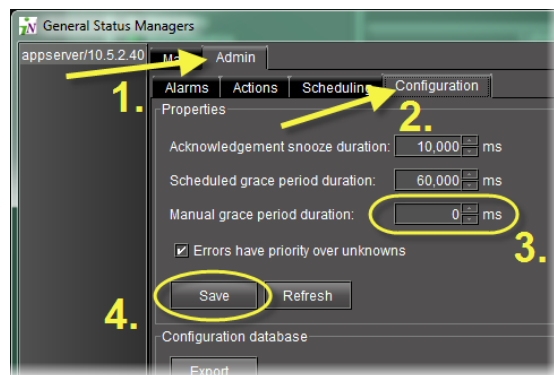 iN General Status Managers
appserver/10.5.2.40
Admin
1.
Alarms Actions Scheduling Configuration
2.
Properties
Acknowledgement snooze duration: 10,000 ms
Scheduled grace period duration: 60,000 ms
Manual grace period duration: 0 ms
3.
Errors have priority over unknowns
Save Refresh
4.
Configuration database
Export